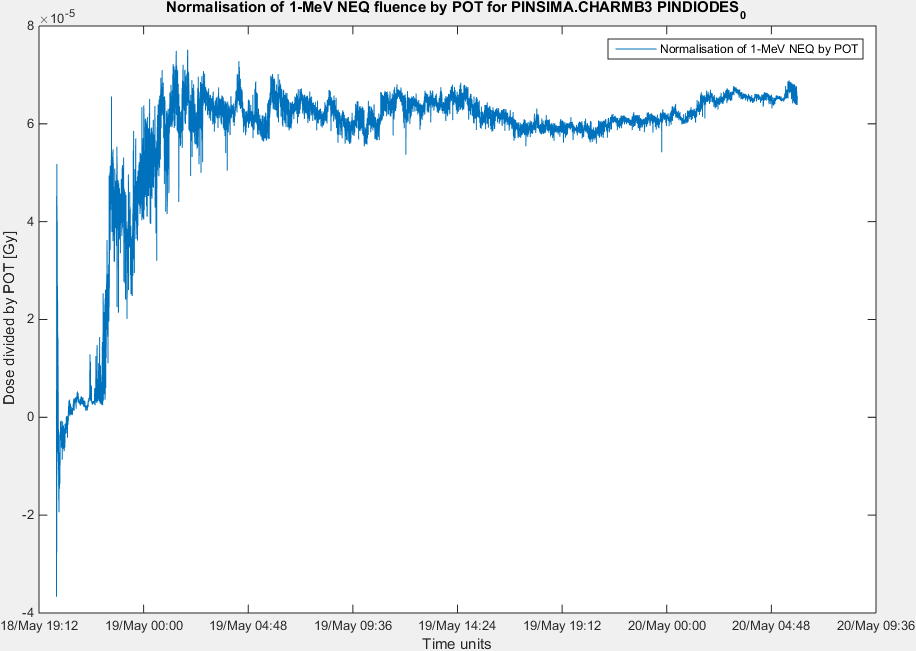 Normalisation of 1-MeV NEQ fluence by POT for PINSIMA.CHARMB3 PINDIODES0
×10-5
Normalisation of 1-MeV NEQ by POT
8
6
4
2
0
-2
-4
Dose divided by POT [Gy]
18/May 19:12 19/May 00:00 19/May 04:48 19/May 09:36 19/May 14:24 19/May 19:12 20/May 00:00 20/May 04:48 20/May 09:36
Time units